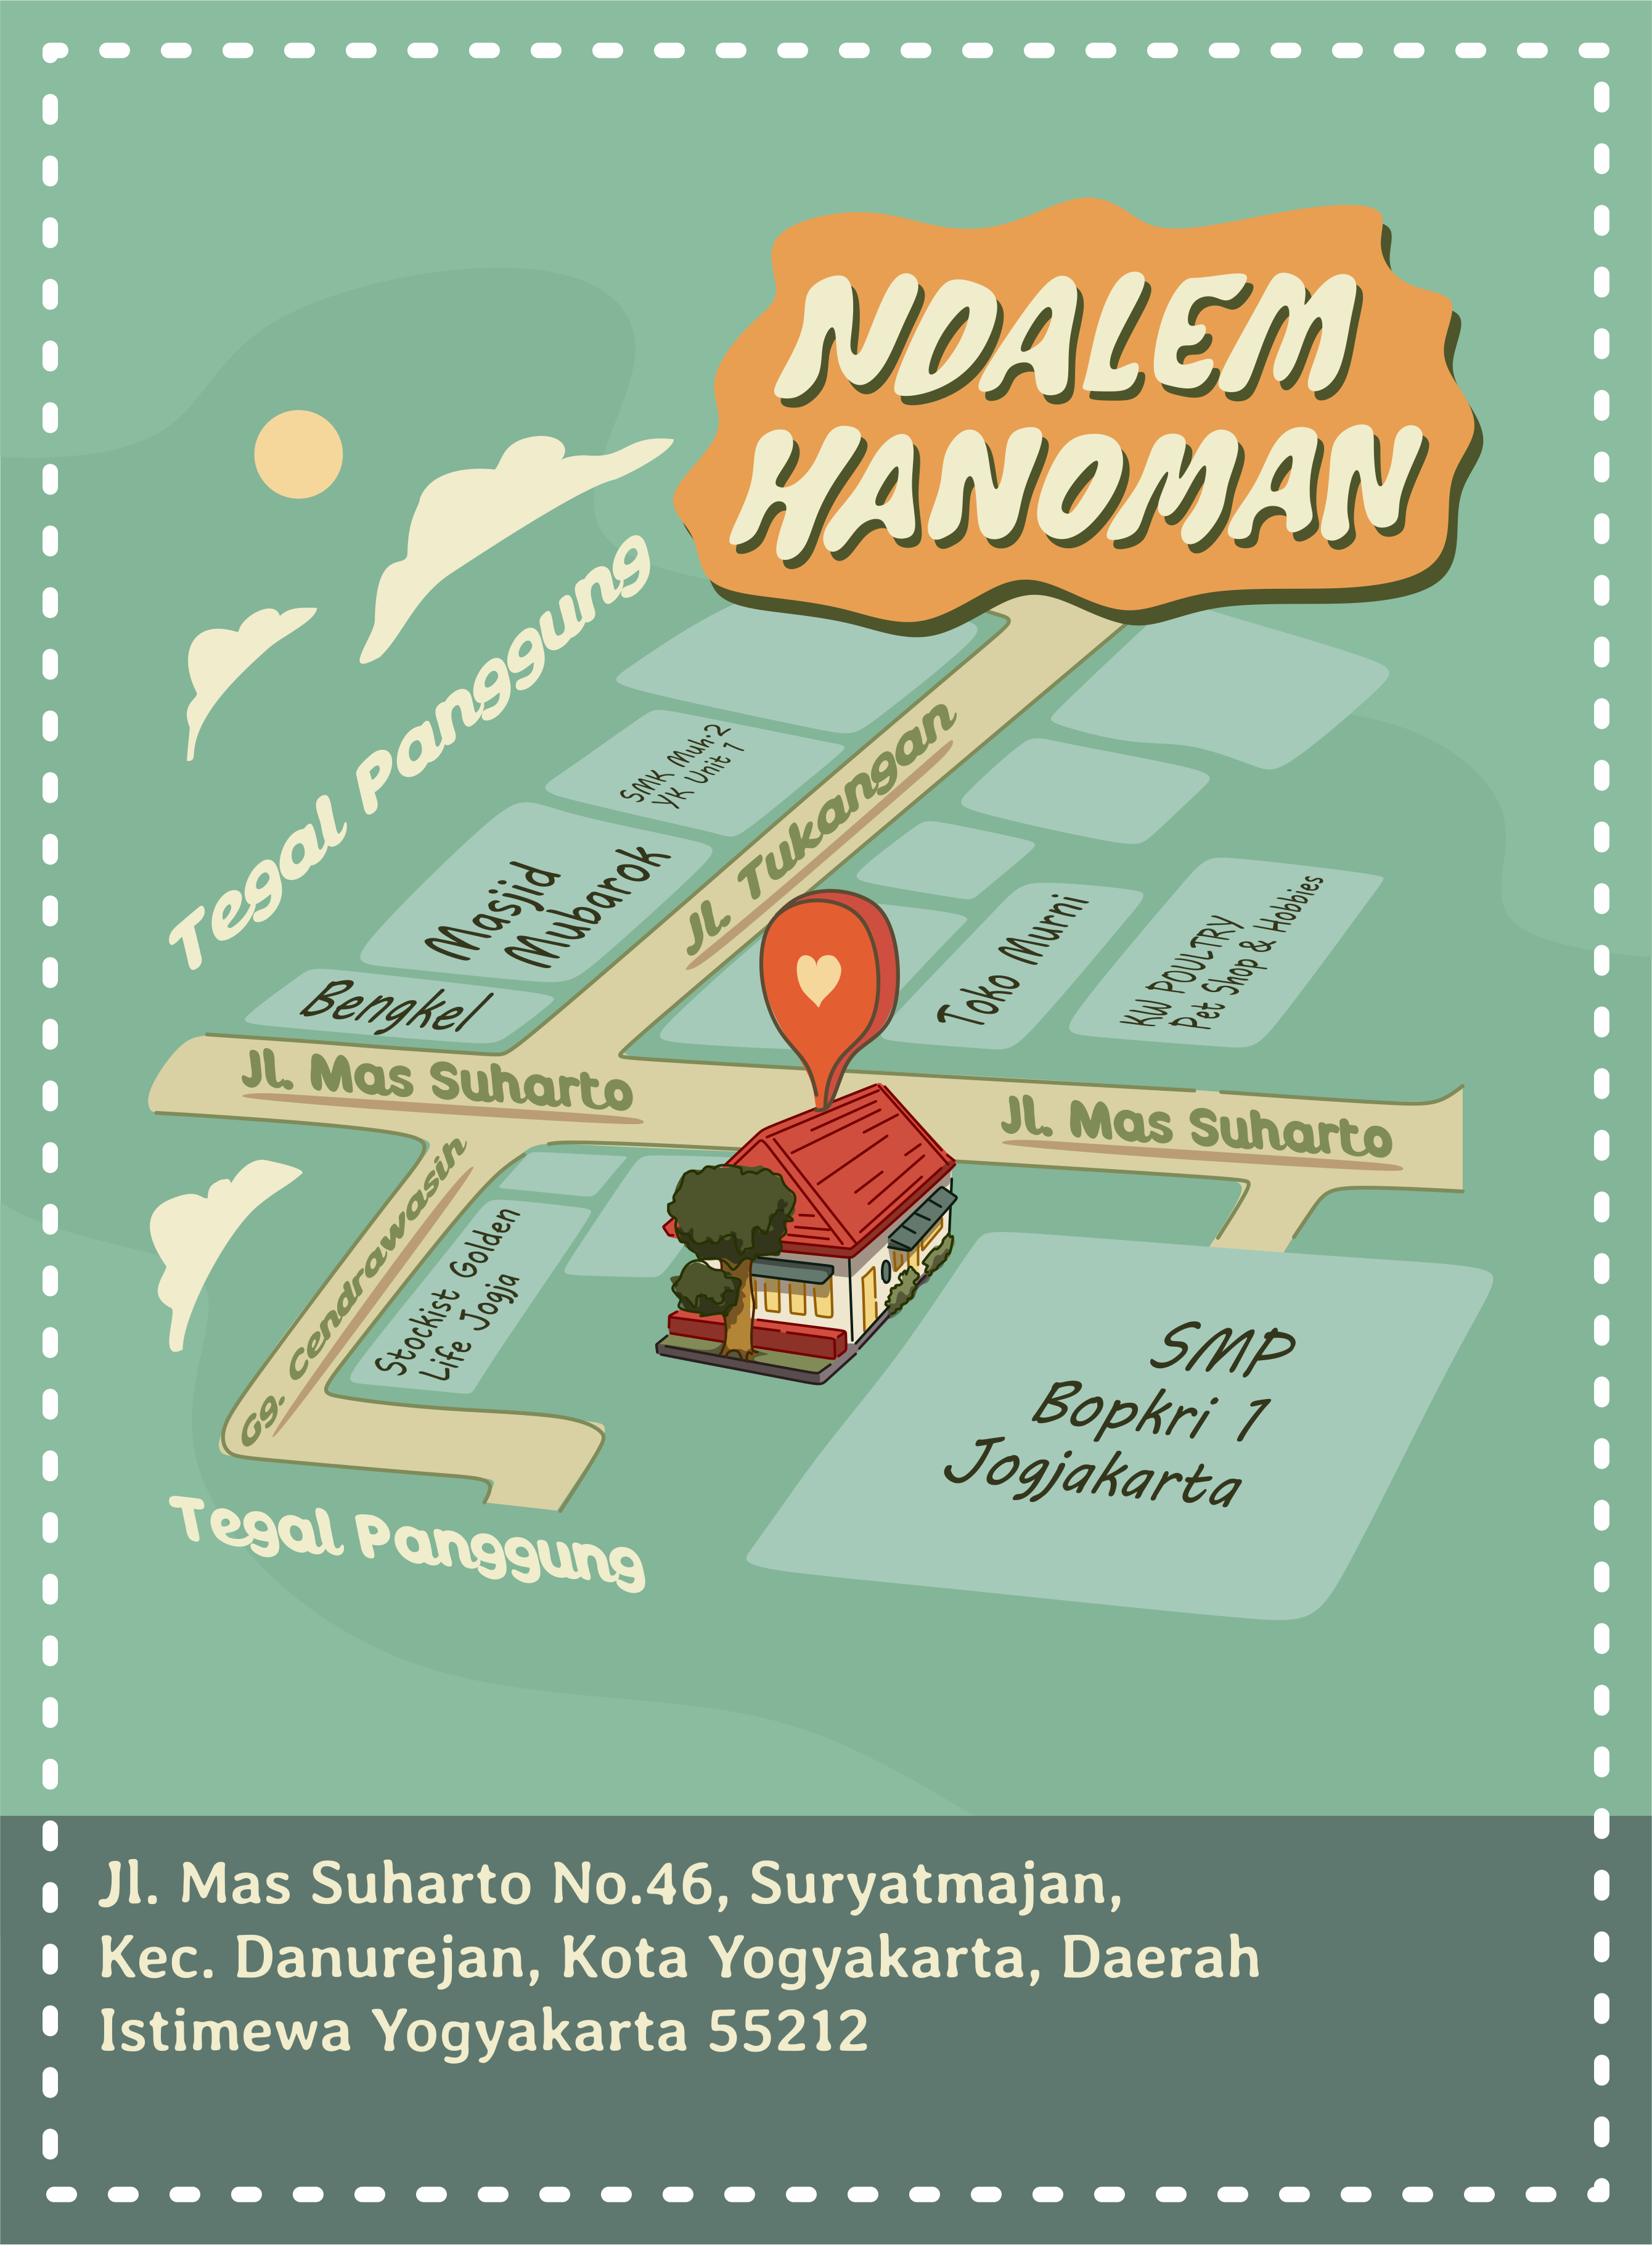 NDALEM
HANOMAN
Tegal Panggung
SMK Muh.2
YK Unit 1
Jl. Tukangan
Masjid
Mubarok
Bengkel
Toko Murni
KW POULTRY
Pet Shop & Hobbies
Jl. Mas Suharto
Jl. Mas Suharto
Gg. Cendrawasin
Stockist Golden
Life Jogja
SMP
Bopkri 1
Jogjakarta
Tegal Panggung
Jl. Mas Suharto No.46, Suryatmajan,
Kec. Danurejan, Kota Yogyakarta, Daerah
Istimewa Yogyakarta 55212